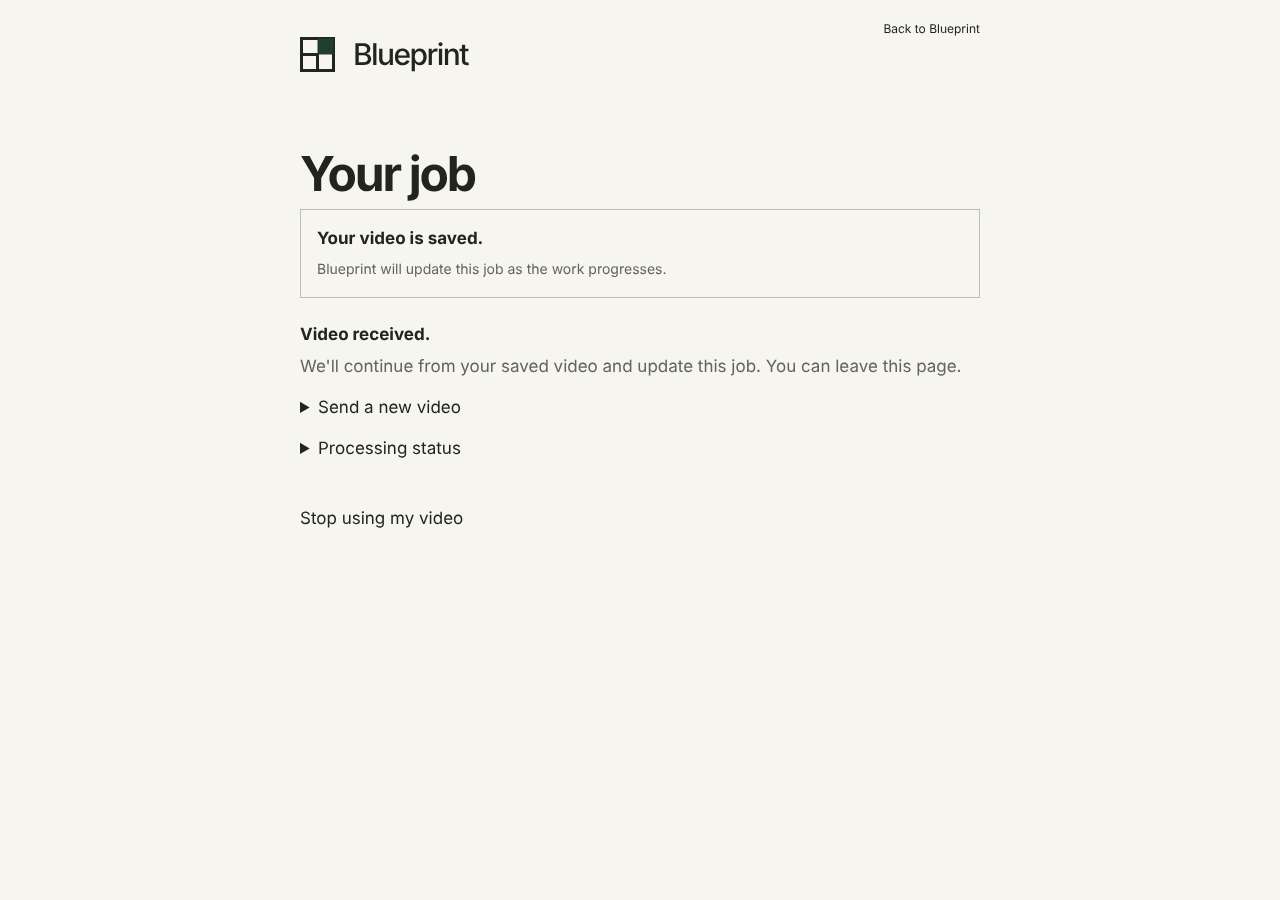 Back to Blueprint
Blueprint
Your job
Your video is saved.
Blueprint will update this job as the work progresses.
Video received.
We'll continue from your saved video and update this job. You can leave this page.
Send a new video
Processing status
Stop using my video